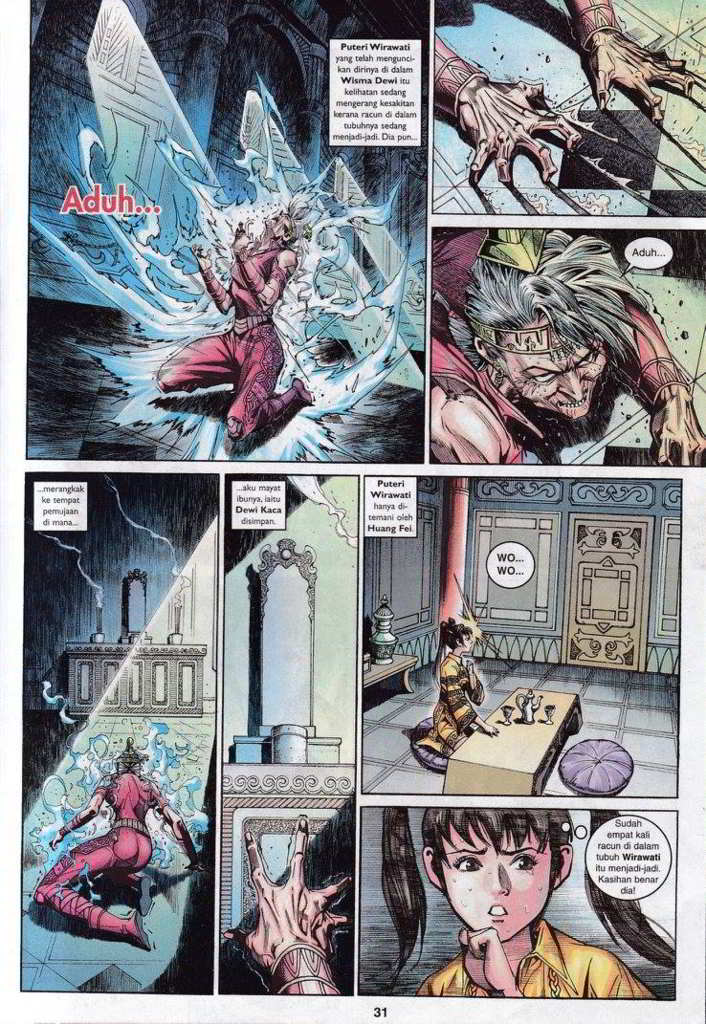 Puteri Wirawati
yang telah mengunci-
kan dirinya di dalam
Wisma Dewi itu
kelihatan sedang
mengerang kesakitan
kerana racun di dalam
tubuhnya sedang
menjadi-jadi. Dia pun...
Aduh...
Aduh...
...merangkak
ke tempat
pemujaan
di mana...
...aku mayat
ibunya, iaitu
Dewi Kaca
disimpan.
Puteri
Wirawati
hanya di-
temani oleh
Huang Fei.
WO...
WO...
Sudah
empat kali
racun di dalam
tubuh Wirawati
itu menjadi-jadi.
Kasihan benar
dia!
31